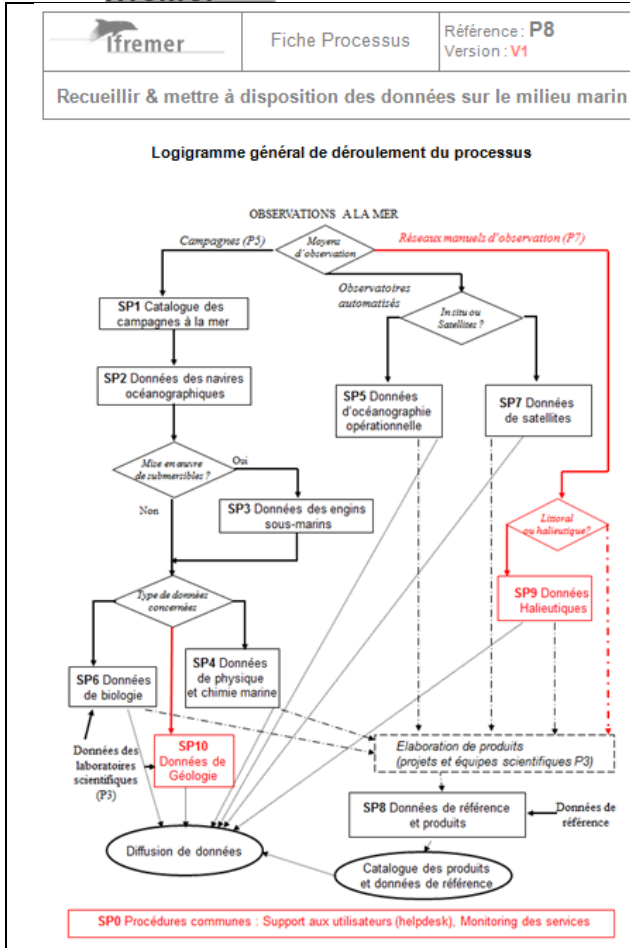 Ifremer
Fiche Processus
Référence : P8
Version : V1
Recueillir & mettre à disposition des données sur le milieu marin
Logigramme général de déroulement du processus
OBSERVATIONS A LA MER
Campagnes (P5)
Moyens
d'observation
Réseaux manuels d'observation (P7)
Observatoires
automatisés
In situ ou
Satellites ?
SP1 Catalogue des
campagnes à la mer
SP2 Données des navires
océanographiques
SP5 Données
d'océanographie
opérationnelle
SP7 Données
de satellites
Mise en œuvre
de submersibles ?
Oui
Non
SP3 Données des engins
sous-marins
Littoral
ou halieutique?
Type de données
concernées
SP9 Données
Halieutiques
SP6 Données
de biologie
SP4 Données
de physique
et chimie marine
Données des
laboratoires
scientifiques
(P3)
SP10
Données de
Géologie
Elaboration de produits
(projets et équipes scientifiques P3)
SP8 Données de référence
et produits
Données de
référence
Diffusion de données
Catalogue des produits
et données de référence
SP0 Procédures communes : Support aux utilisateurs (helpdesk), Monitoring des services